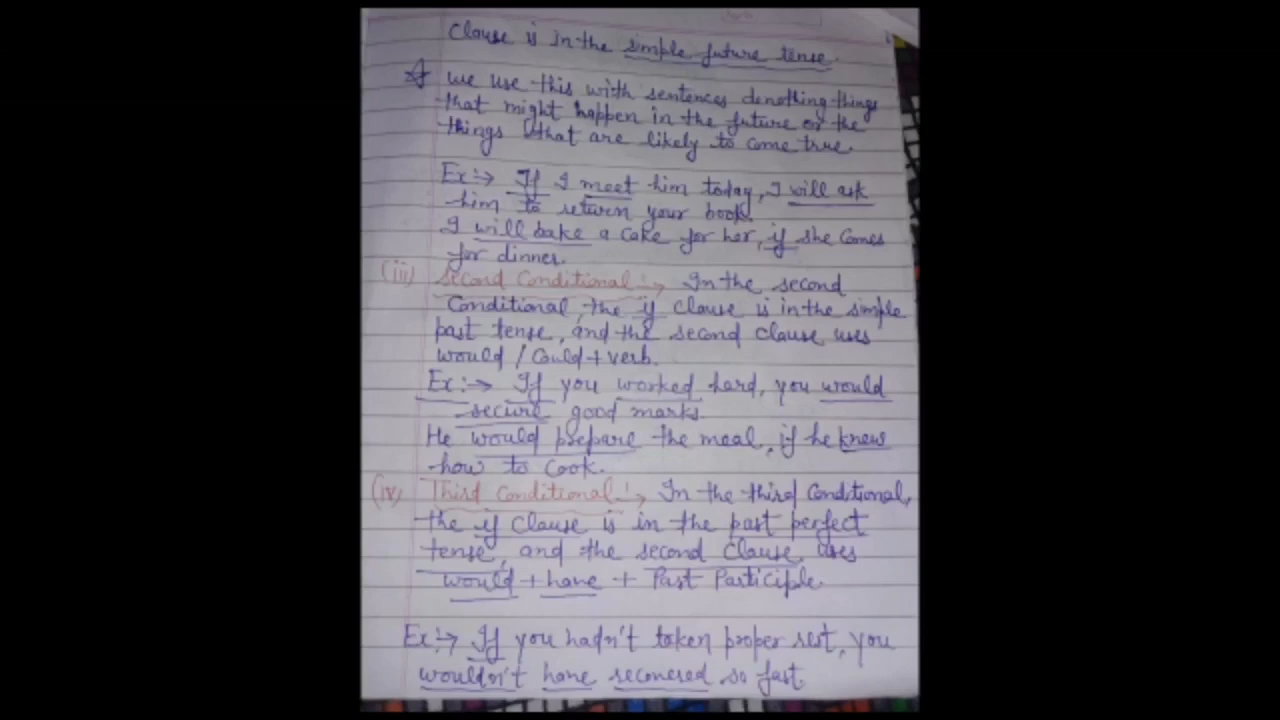 Clause is in the simple future tense.
we use this with sentences denothing things
that might happen in the future or the
things that are likely to come true.
Ex:→ If I meet him today, I will ask
him to return your book.
I will bake a cake for her, if she comes
for dinner.
(iii) Second Conditional :→ In the second
Conditional, the if clause is in the simple
past tense, and the second clause uses
would / could + verb.
Ex:→ If you worked hard, you would
secure good marks.
He would prepare the meal, if he knew
how to cook.
(iv) Third Conditional :→ In the third Conditional,
the if clause is in the past perfect
tense, and the second clause uses
would + have + Past Participle.
Ex:→ If you hadn't taken proper rest, you
wouldn't have recovered so fast.